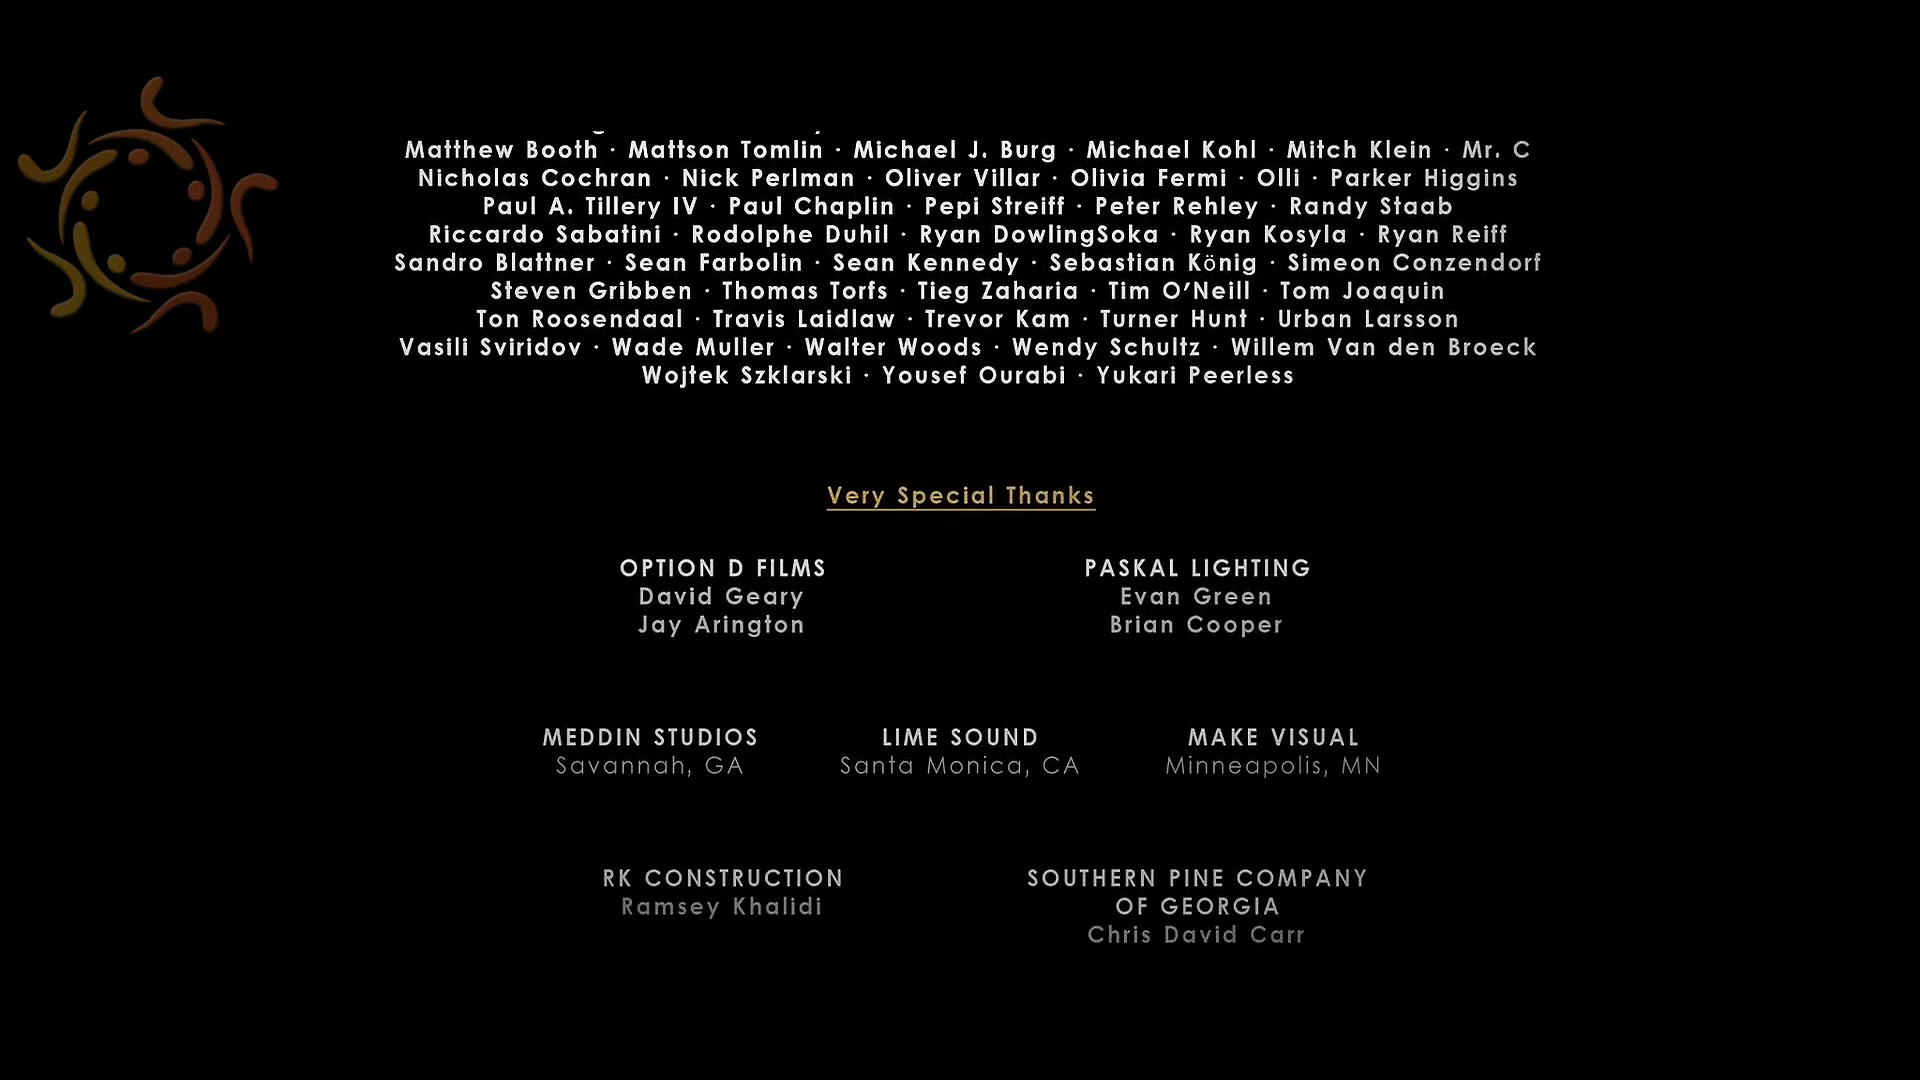 Matthew Booth · Mattson Tomlin · Michael J. Burg · Michael Kohl · Mitch Klein · Mr. C
Nicholas Cochran · Nick Perlman · Oliver Villar · Olivia Fermi · Olli · Parker Higgins
Paul A. Tillery IV · Paul Chaplin · Pepi Streiff · Peter Rehley · Randy Staab
Riccardo Sabatini · Rodolphe Duhil · Ryan DowlingSoka · Ryan Kosyla · Ryan Reiff
Sandro Blattner · Sean Farbolin · Sean Kennedy · Sebastian König · Simeon Conzendorf
Steven Gribben · Thomas Torfs · Tieg Zaharia · Tim O’Neill · Tom Joaquin
Ton Roosendaal · Travis Laidlaw · Trevor Kam · Turner Hunt · Urban Larsson
Vasili Sviridov · Wade Muller · Walter Woods · Wendy Schultz · Willem Van den Broeck
Wojtek Szklarski · Yousef Ourabi · Yukari Peerless
Very Special Thanks
OPTION D FILMS
David Geary
Jay Arington
PASKAL LIGHTING
Evan Green
Brian Cooper
MEDDIN STUDIOS
Savannah, GA
LIME SOUND
Santa Monica, CA
MAKE VISUAL
Minneapolis, MN
RK CONSTRUCTION
Ramsey Khalidi
SOUTHERN PINE COMPANY
OF GEORGIA
Chris David Carr